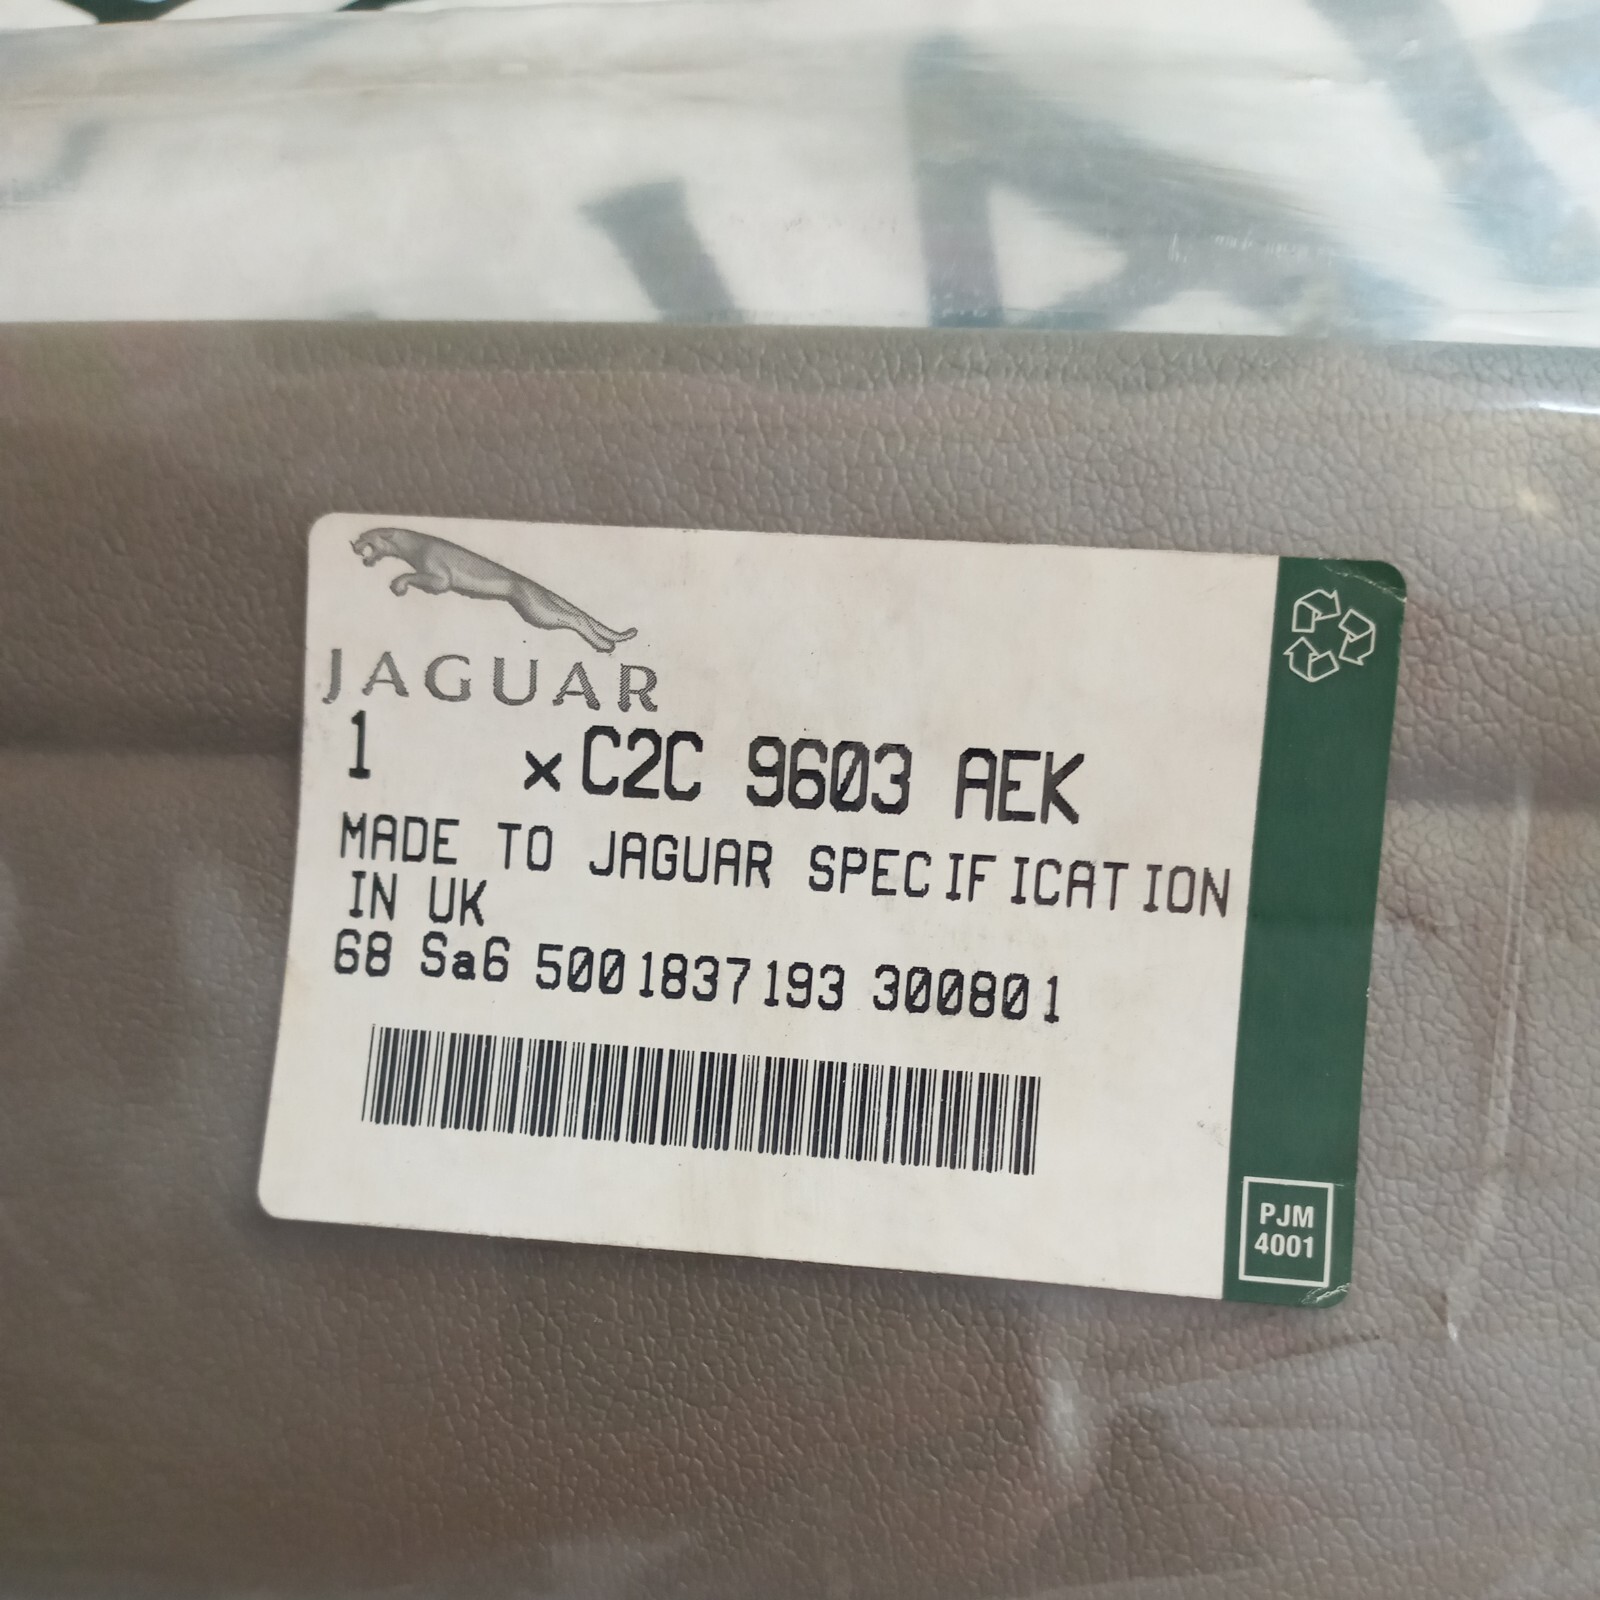 JAGUAR
1 x C2C 9603 AEK
MADE TO JAGUAR SPECIFICATION
IN UK
68 Sa6 5001837193 300801
PJM
4001